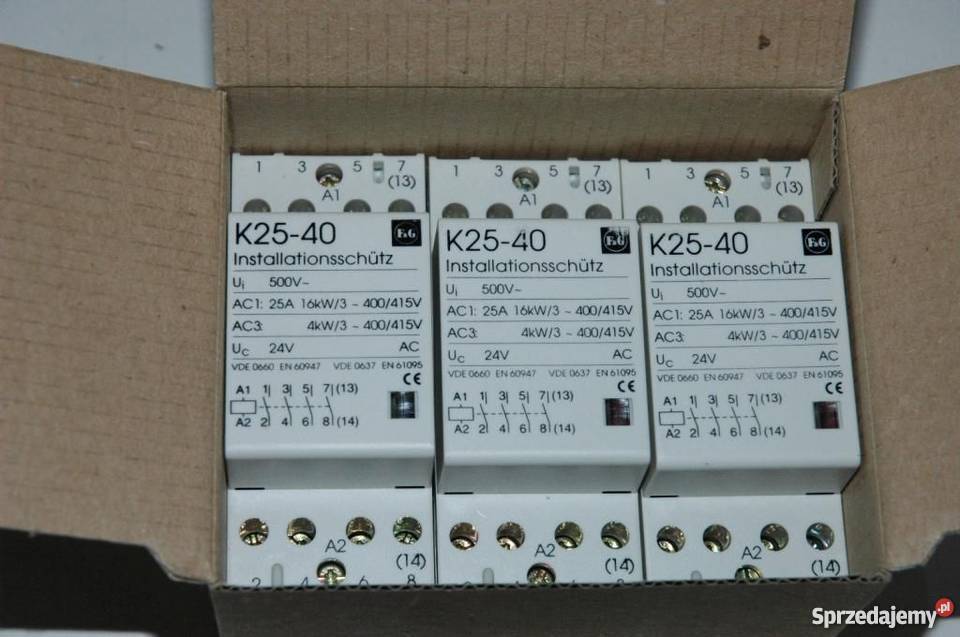 1 3 5 7
A1 (13)
K25-40 F&G
Installationsschütz
Ui 500V~
AC1: 25A 16kW/3 ~ 400/415V
AC3: 4kW/3 ~ 400/415V
Uc 24V AC
VDE 0660 EN 60947 VDE 0637 EN 61095
CE
A1 1 3 5 7 (13)
A2 2 4 6 8 (14)
A2 (14)
2 4 6 8
1 3 5 7
A1 (13)
K25-40 F&G
Installationsschütz
Ui 500V~
AC1: 25A 16kW/3 ~ 400/415V
AC3: 4kW/3 ~ 400/415V
Uc 24V AC
VDE 0660 EN 60947 VDE 0637 EN 61095
CE
A1 1 3 5 7 (13)
A2 2 4 6 8 (14)
A2 (14)
1 3 5 7
A1 (13)
K25-40 F&G
Installationsschütz
Ui 500V~
AC1: 25A 16kW/3 ~ 400/415V
AC3: 4kW/3 ~ 400/415V
Uc 24V AC
VDE 0660 EN 60947 VDE 0637 EN 61095
CE
A1 1 3 5 7 (13)
A2 2 4 6 8 (14)
A2 (14)
Sprzedajemy.pl